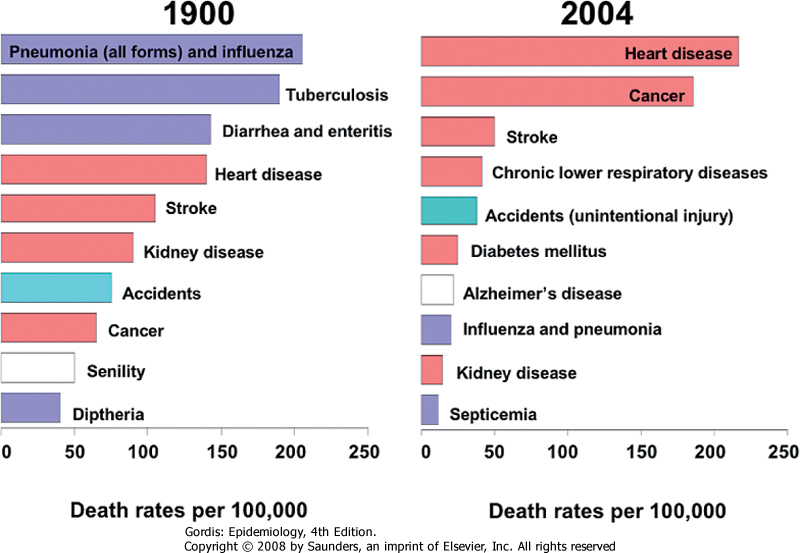 1900
Pneumonia (all forms) and influenza
Tuberculosis
Diarrhea and enteritis
Heart disease
Stroke
Kidney disease
Accidents
Cancer
Senility
Diptheria
0 50 100 150 200 250
Death rates per 100,000
2004
Heart disease
Cancer
Stroke
Chronic lower respiratory diseases
Accidents (unintentional injury)
Diabetes mellitus
Alzheimer’s disease
Influenza and pneumonia
Kidney disease
Septicemia
0 50 100 150 200 250
Death rates per 100,000
Gordis: Epidemiology, 4th Edition.
Copyright © 2008 by Saunders, an imprint of Elsevier, Inc. All rights reserved